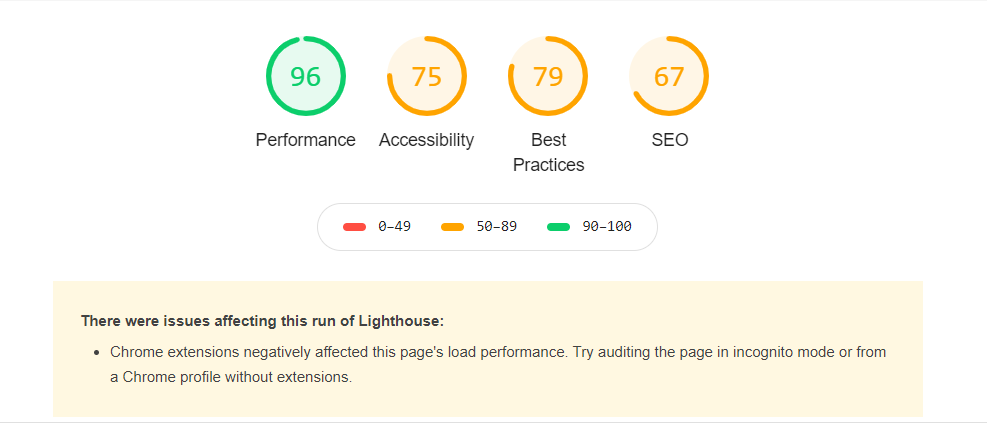 96 75 79 67
Performance Accessibility Best Practices SEO
0–49 50–89 90–100
There were issues affecting this run of Lighthouse:
Chrome extensions negatively affected this page's load performance. Try auditing the page in incognito mode or from
a Chrome profile without extensions.